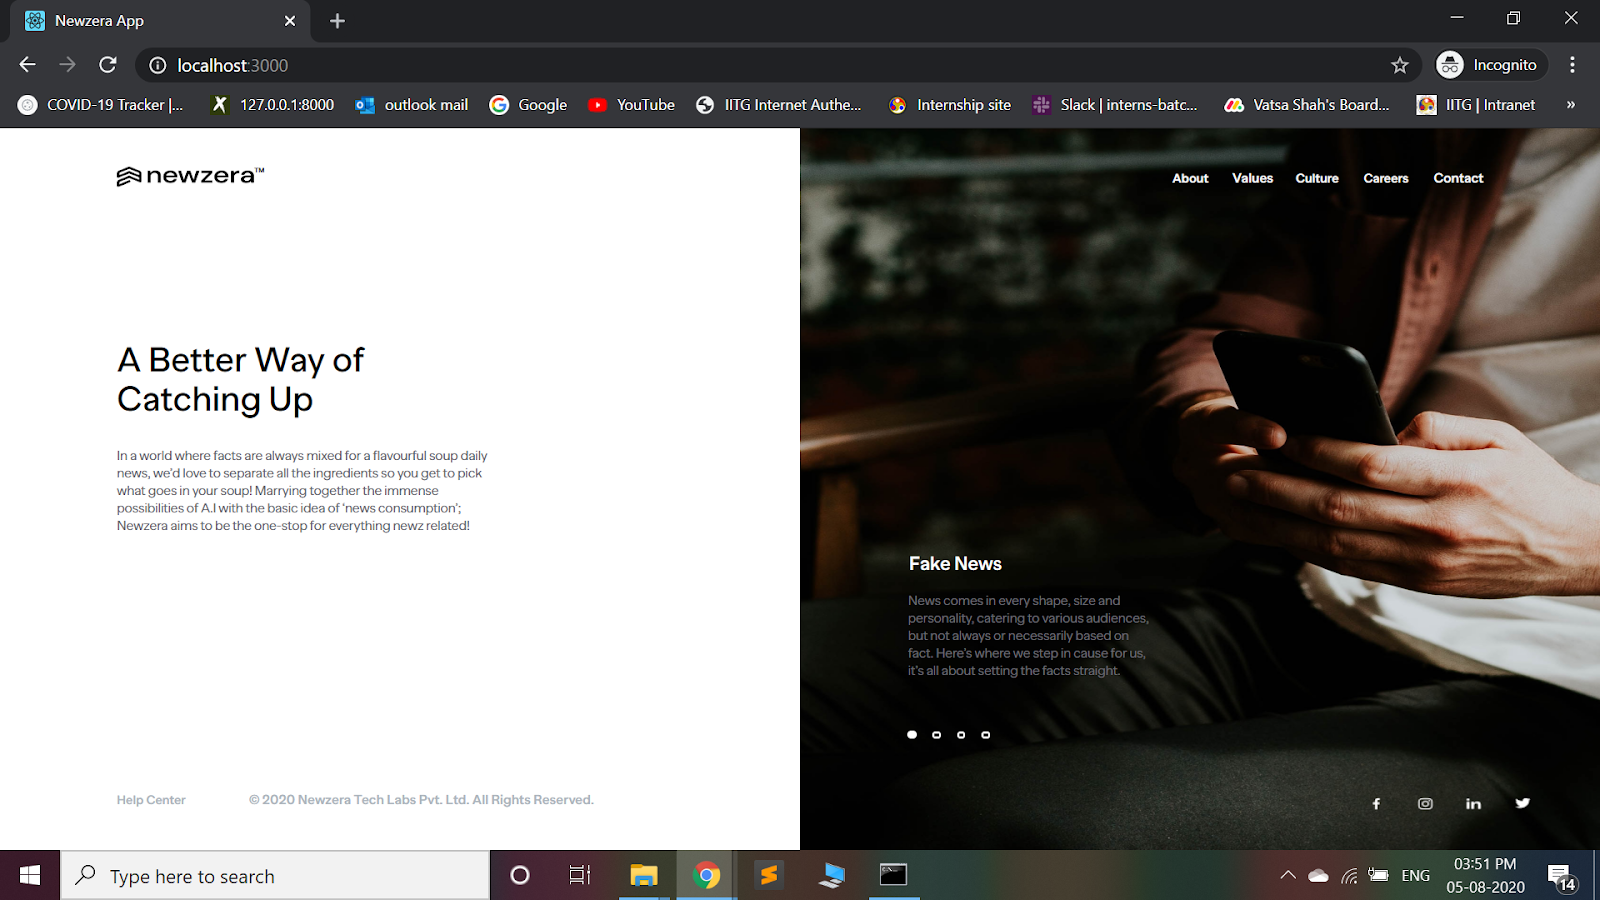 Newzera App
localhost:3000
Incognito
COVID-19 Tracker |...
127.0.0.1:8000
outlook mail
Google
YouTube
IITG Internet Authe...
Internship site
Slack | interns-batc...
Vatsa Shah's Board...
IITG | Intranet
»
newzera™
About Values Culture Careers Contact
A Better Way of
Catching Up
In a world where facts are always mixed for a flavourful soup daily
news, we'd love to separate all the ingredients so you get to pick
what goes in your soup! Marrying together the immense
possibilities of A.I with the basic idea of ‘news consumption’;
Newzera aims to be the one-stop for everything newz related!
Fake News
News comes in every shape, size and
personality, catering to various audiences,
but not always or necessarily based on
fact. Here’s where we step in cause for us,
it’s all about setting the facts straight.
Help Center
© 2020 Newzera Tech Labs Pvt. Ltd. All Rights Reserved.
Type here to search
ENG
03:51 PM
05-08-2020
14